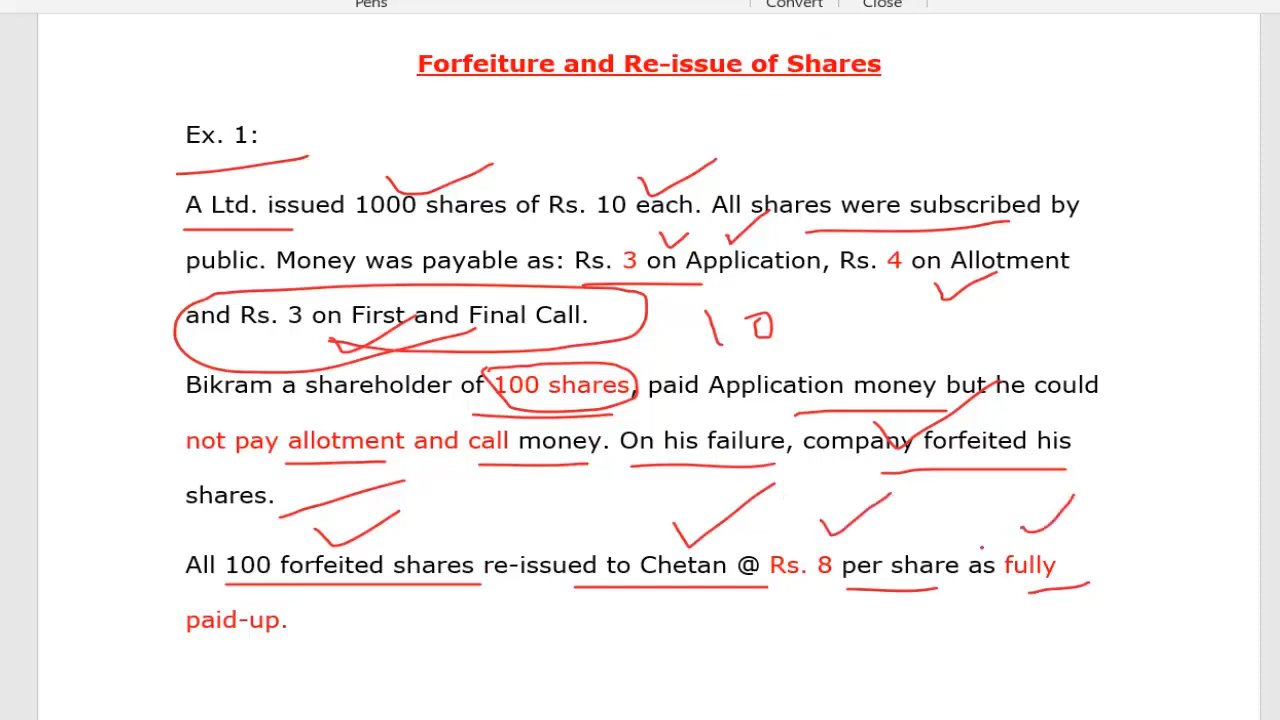 Pens
Convert
Close
Forfeiture and Re-issue of Shares
Ex. 1:
A Ltd. issued 1000 shares of Rs. 10 each. All shares were subscribed by
public. Money was payable as: Rs. 3 on Application, Rs. 4 on Allotment
and Rs. 3 on First and Final Call.
10
Bikram a shareholder of 100 shares, paid Application money but he could
not pay allotment and call money. On his failure, company forfeited his
shares.
All 100 forfeited shares re-issued to Chetan @ Rs. 8 per share as fully
paid-up.